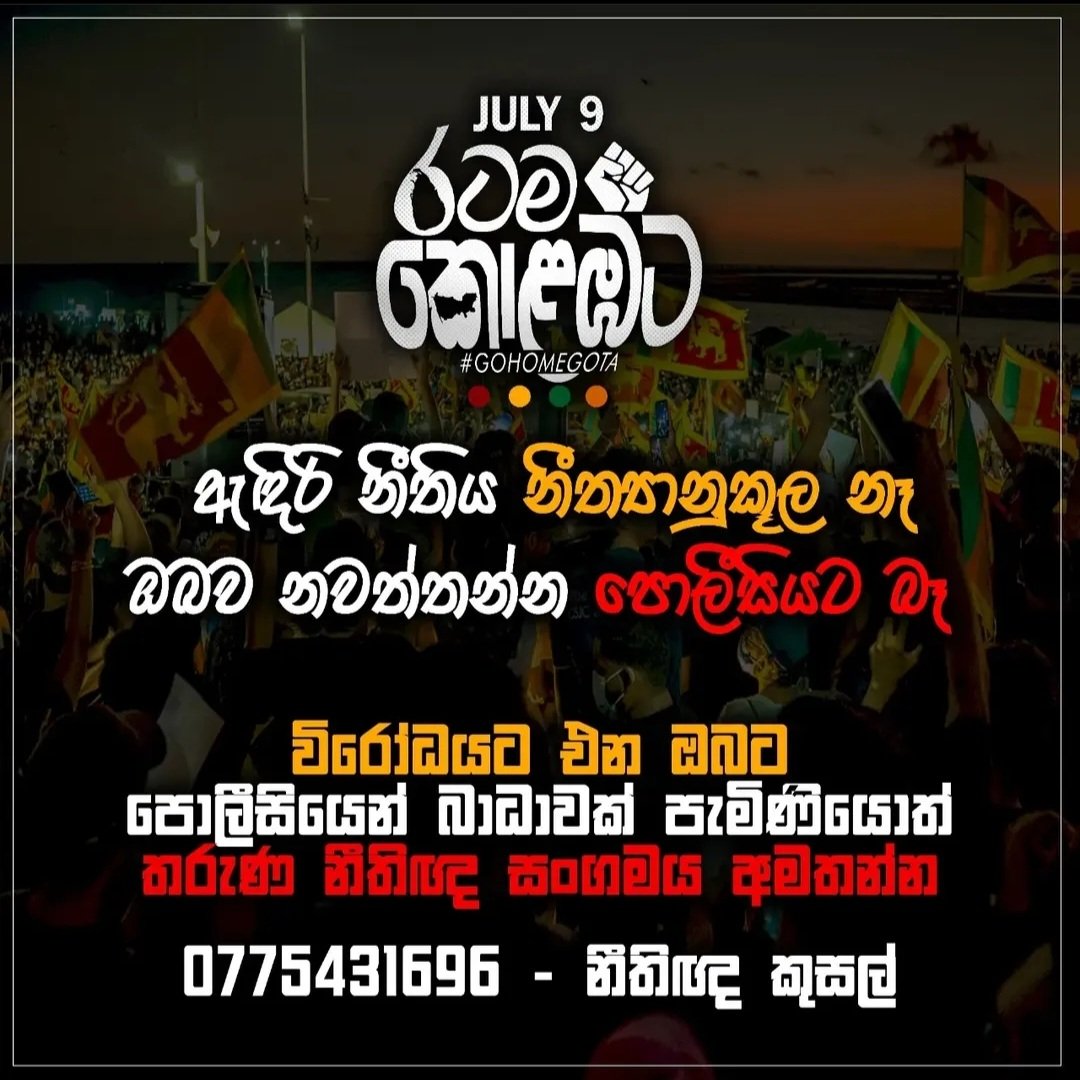 JULY 9
රටම
කොළඹට
#GOHOMEGOTA
ඇඳිරි නීතිය නීත්‍යානුකූල නෑ
ඔබව නවත්තන්න පොලීසියට බෑ
විරෝධයට එන ඔබට
පොලීසියෙන් බාධාවක් පැමිණියොත්
තරුණ නීතිඥ සංගමය අමතන්න
0775431696 - නීතිඥ කුසල්